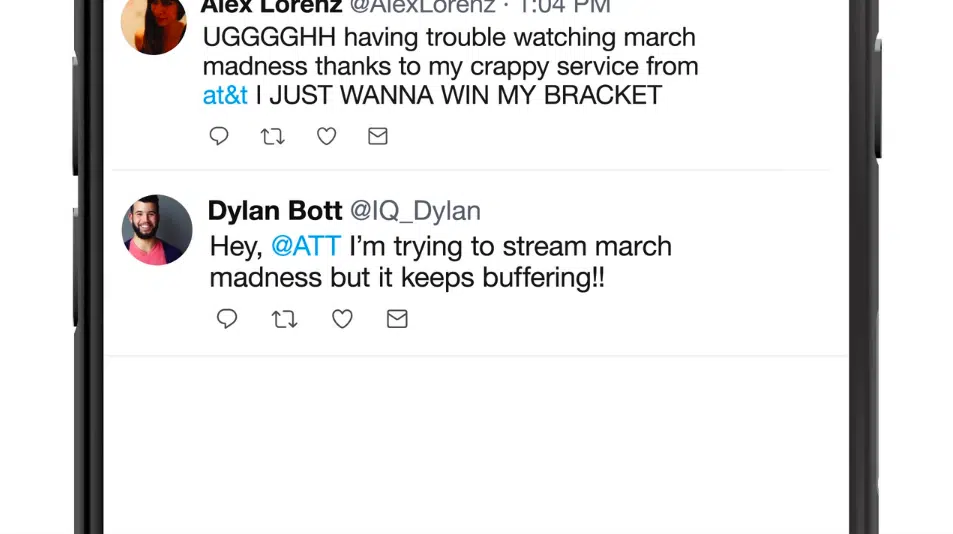 Alex Lorenz @AlexLorenz · 1:04 PM
UGGGGHH having trouble watching march
madness thanks to my crappy service from
at&t I JUST WANNA WIN MY BRACKET
Dylan Bott @IQ_Dylan
Hey, @ATT I’m trying to stream march
madness but it keeps buffering!!